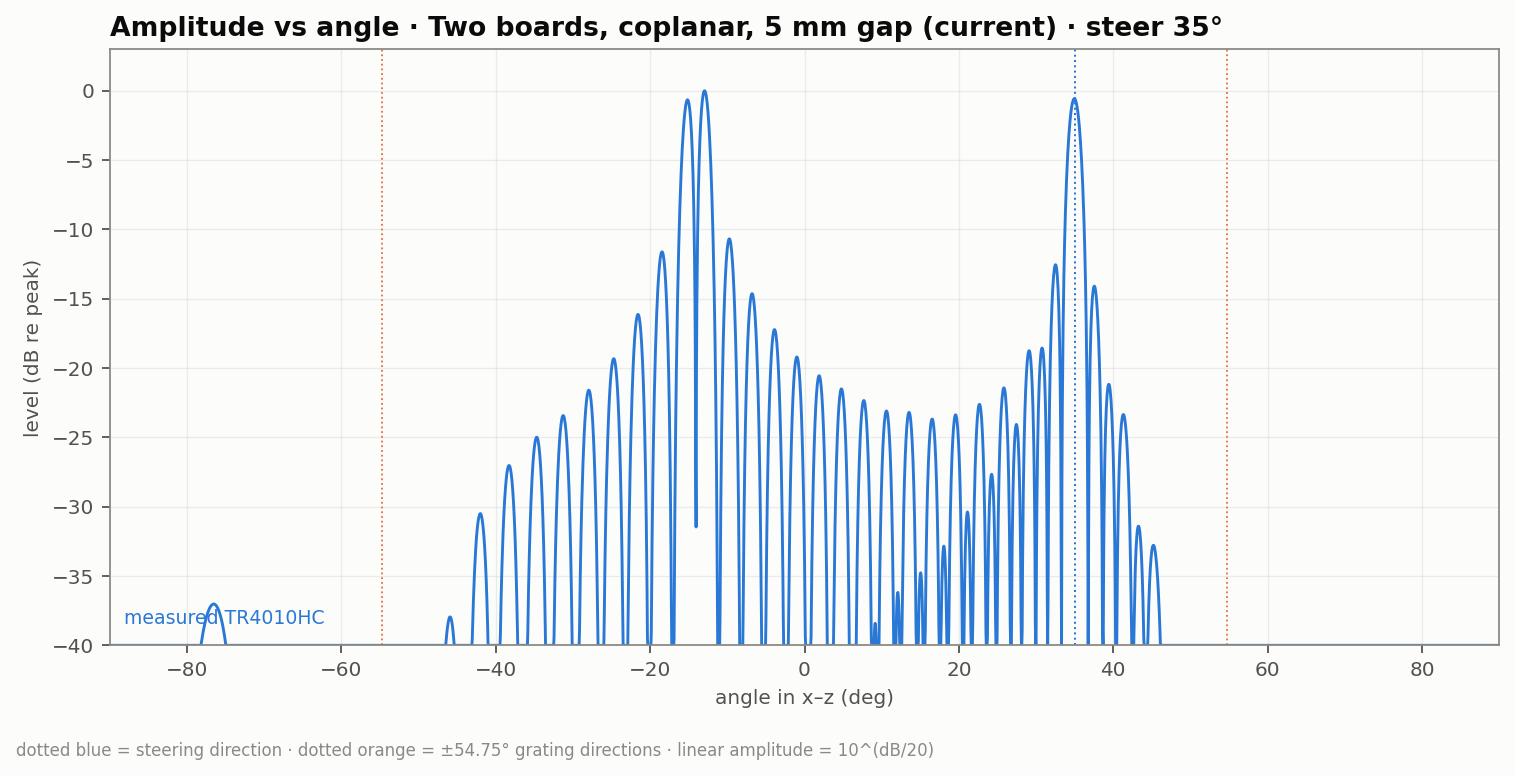 Amplitude vs angle · Two boards, coplanar, 5 mm gap (current) · steer 35°
0
−5
−10
−15
−20
−25
−30
−35
−40
level (dB re peak)
measured TR4010HC
−80 −60 −40 −20 0 20 40 60 80
angle in x–z (deg)
dotted blue = steering direction · dotted orange = ±54.75° grating directions · linear amplitude = 10^(dB/20)